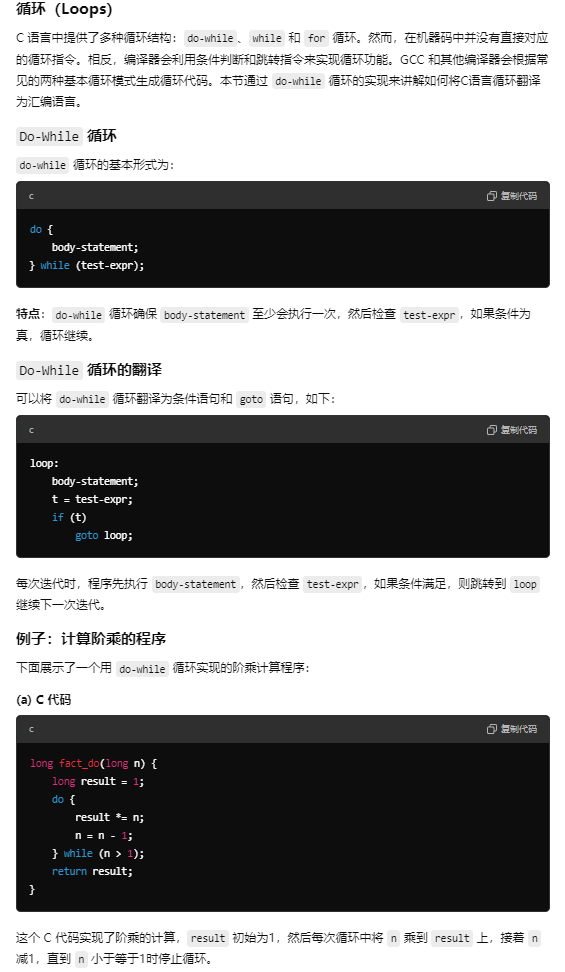 循环（Loops）
C 语言中提供了多种循环结构：do-while、while 和 for 循环。然而，在机器码中并没有直接对应
的循环指令。相反，编译器会利用条件判断和跳转指令来实现循环功能。GCC 和其他编译器会根据常
见的两种基本循环模式生成循环代码。本节通过 do-while 循环的实现来讲解如何将C语言循环翻译
为汇编语言。
Do-While 循环
do-while 循环的基本形式为：
c 复制代码
do {
    body-statement;
} while (test-expr);
特点：do-while 循环确保 body-statement 至少会执行一次，然后检查 test-expr，如果条件为
真，循环继续。
Do-While 循环的翻译
可以将 do-while 循环翻译为条件语句和 goto 语句，如下：
c 复制代码
loop:
    body-statement;
    t = test-expr;
    if (t)
        goto loop;
每次迭代时，程序先执行 body-statement，然后检查 test-expr，如果条件满足，则跳转到 loop
继续下一次迭代。
例子：计算阶乘的程序
下面展示了一个用 do-while 循环实现的阶乘计算程序：
(a) C 代码
c 复制代码
long fact_do(long n) {
    long result = 1;
    do {
        result *= n;
        n = n - 1;
    } while (n > 1);
    return result;
}
这个 C 代码实现了阶乘的计算，result 初始为1，然后每次循环中将 n 乘到 result 上，接着 n
减1，直到 n 小于等于1时停止循环。